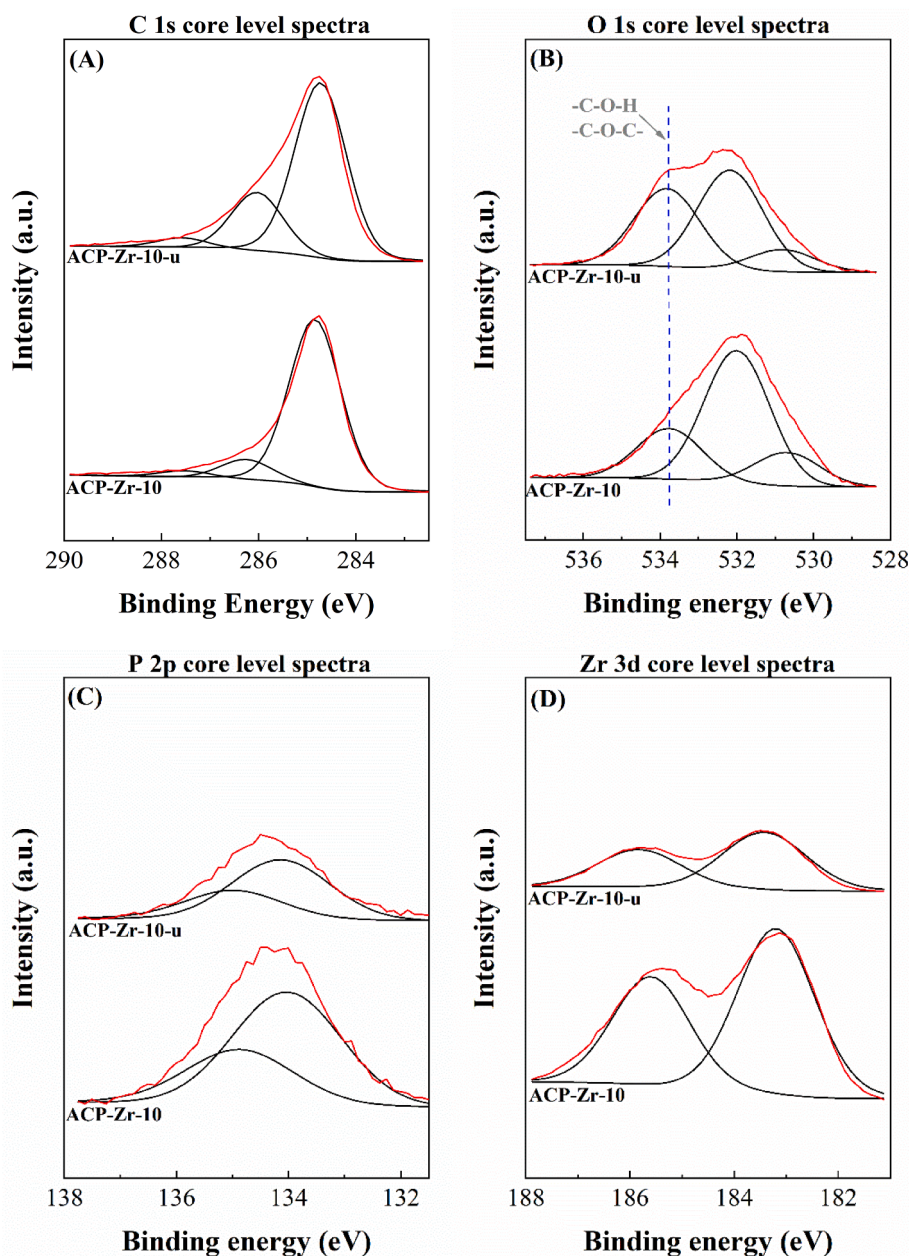 C 1s core level spectra
(A)
Intensity (a.u.)
ACP-Zr-10-u
ACP-Zr-10
290 288 286 284
Binding Energy (eV)
O 1s core level spectra
(B)
-C-O-H
-C-O-C-
Intensity (a.u.)
ACP-Zr-10-u
ACP-Zr-10
536 534 532 530 528
Binding energy (eV)
P 2p core level spectra
(C)
Intensity (a.u.)
ACP-Zr-10-u
ACP-Zr-10
138 136 134 132
Binding energy (eV)
Zr 3d core level spectra
(D)
Intensity (a.u.)
ACP-Zr-10-u
ACP-Zr-10
188 186 184 182
Binding energy (eV)